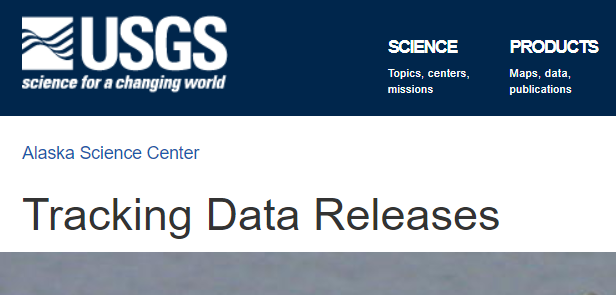 USGS
science for a changing world
SCIENCE
Topics, centers,
missions
PRODUCTS
Maps, data,
publications
Alaska Science Center
Tracking Data Releases